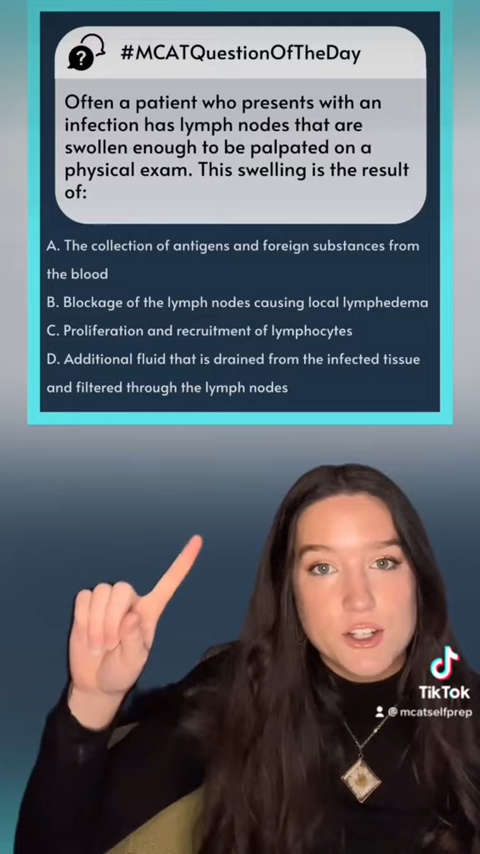 #MCATQuestionOfTheDay
Often a patient who presents with an
infection has lymph nodes that are
swollen enough to be palpated on a
physical exam. This swelling is the result
of:
A. The collection of antigens and foreign substances from
the blood
B. Blockage of the lymph nodes causing local lymphedema
C. Proliferation and recruitment of lymphocytes
D. Additional fluid that is drained from the infected tissue
and filtered through the lymph nodes
TikTok
@mcatselfprep